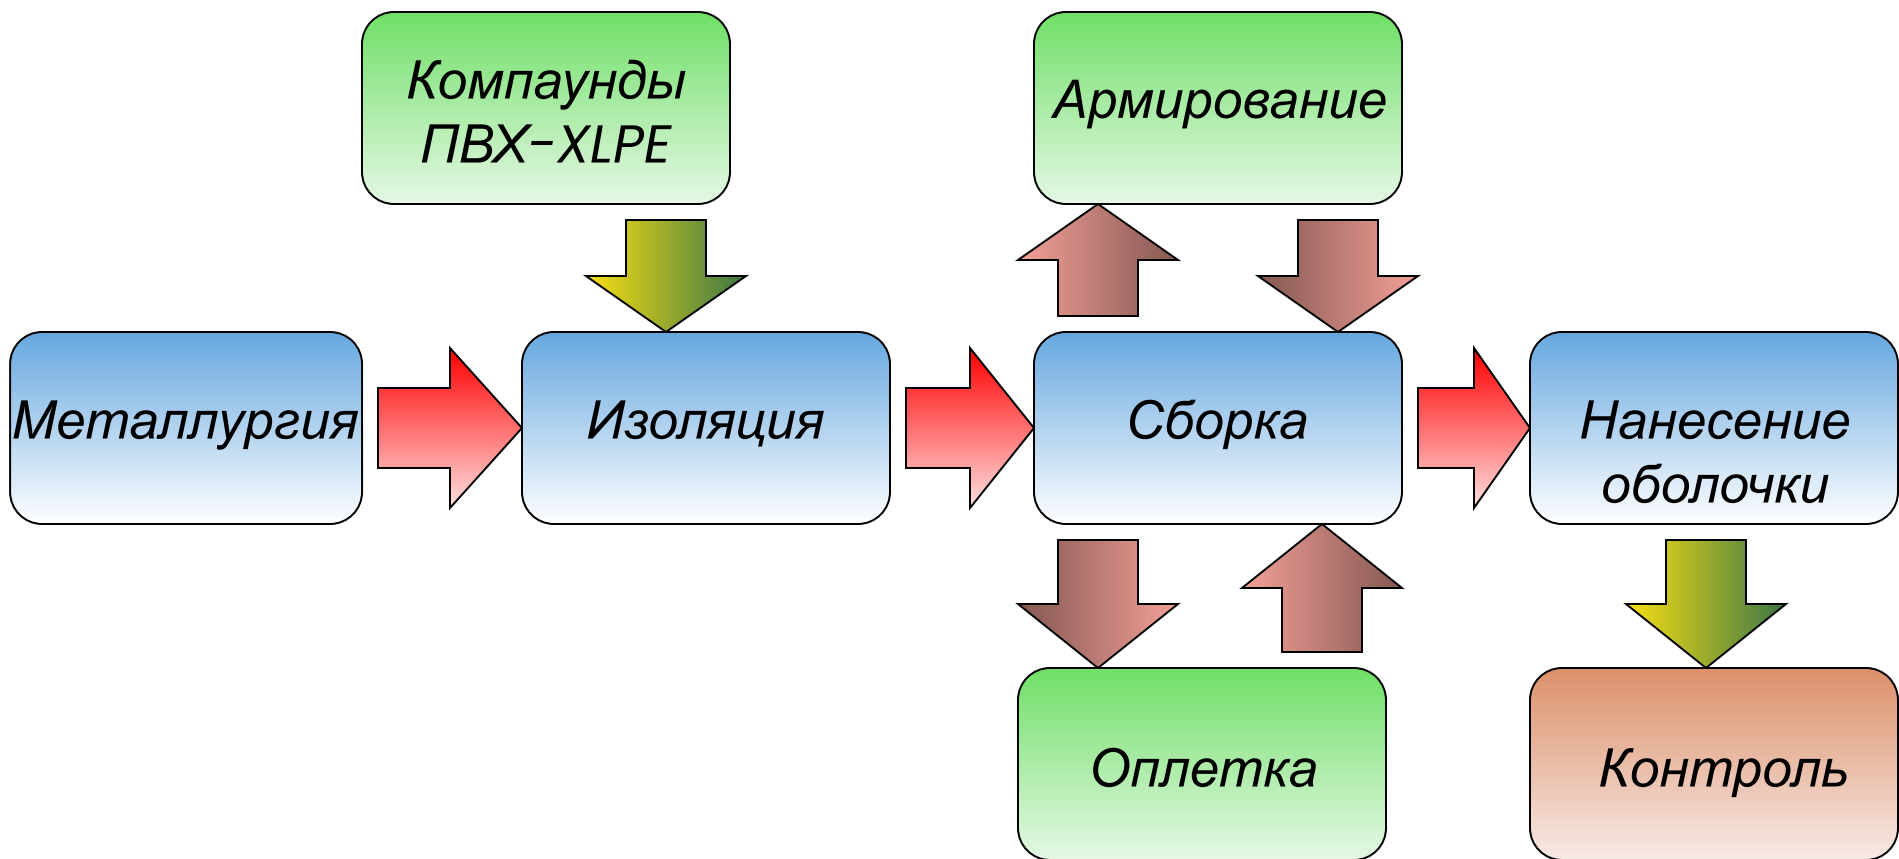 Компаунды
ПВХ-XLPE
Армирование
Металлургия
Изоляция
Сборка
Нанесение
оболочки
Оплетка
Контроль